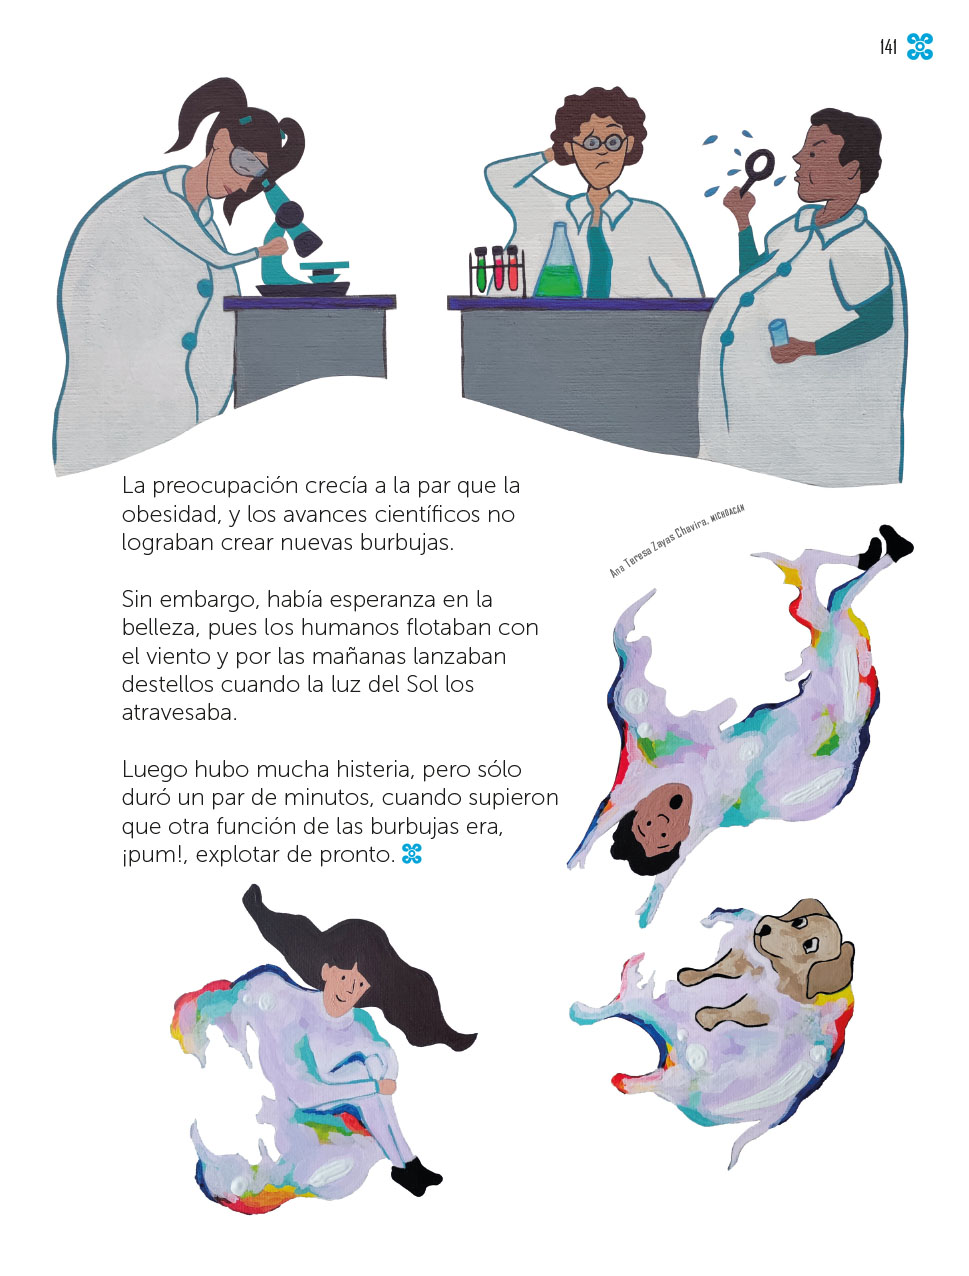 141
La preocupación crecía a la par que la
obesidad, y los avances científicos no
lograban crear nuevas burbujas.
Ana Teresa Zayas Chavira, MICHOACÁN
Sin embargo, había esperanza en la
belleza, pues los humanos flotaban con
el viento y por las mañanas lanzaban
destellos cuando la luz del Sol los
atravesaba.
Luego hubo mucha histeria, pero sólo
duró un par de minutos, cuando supieron
que otra función de las burbujas era,
¡pum!, explotar de pronto.